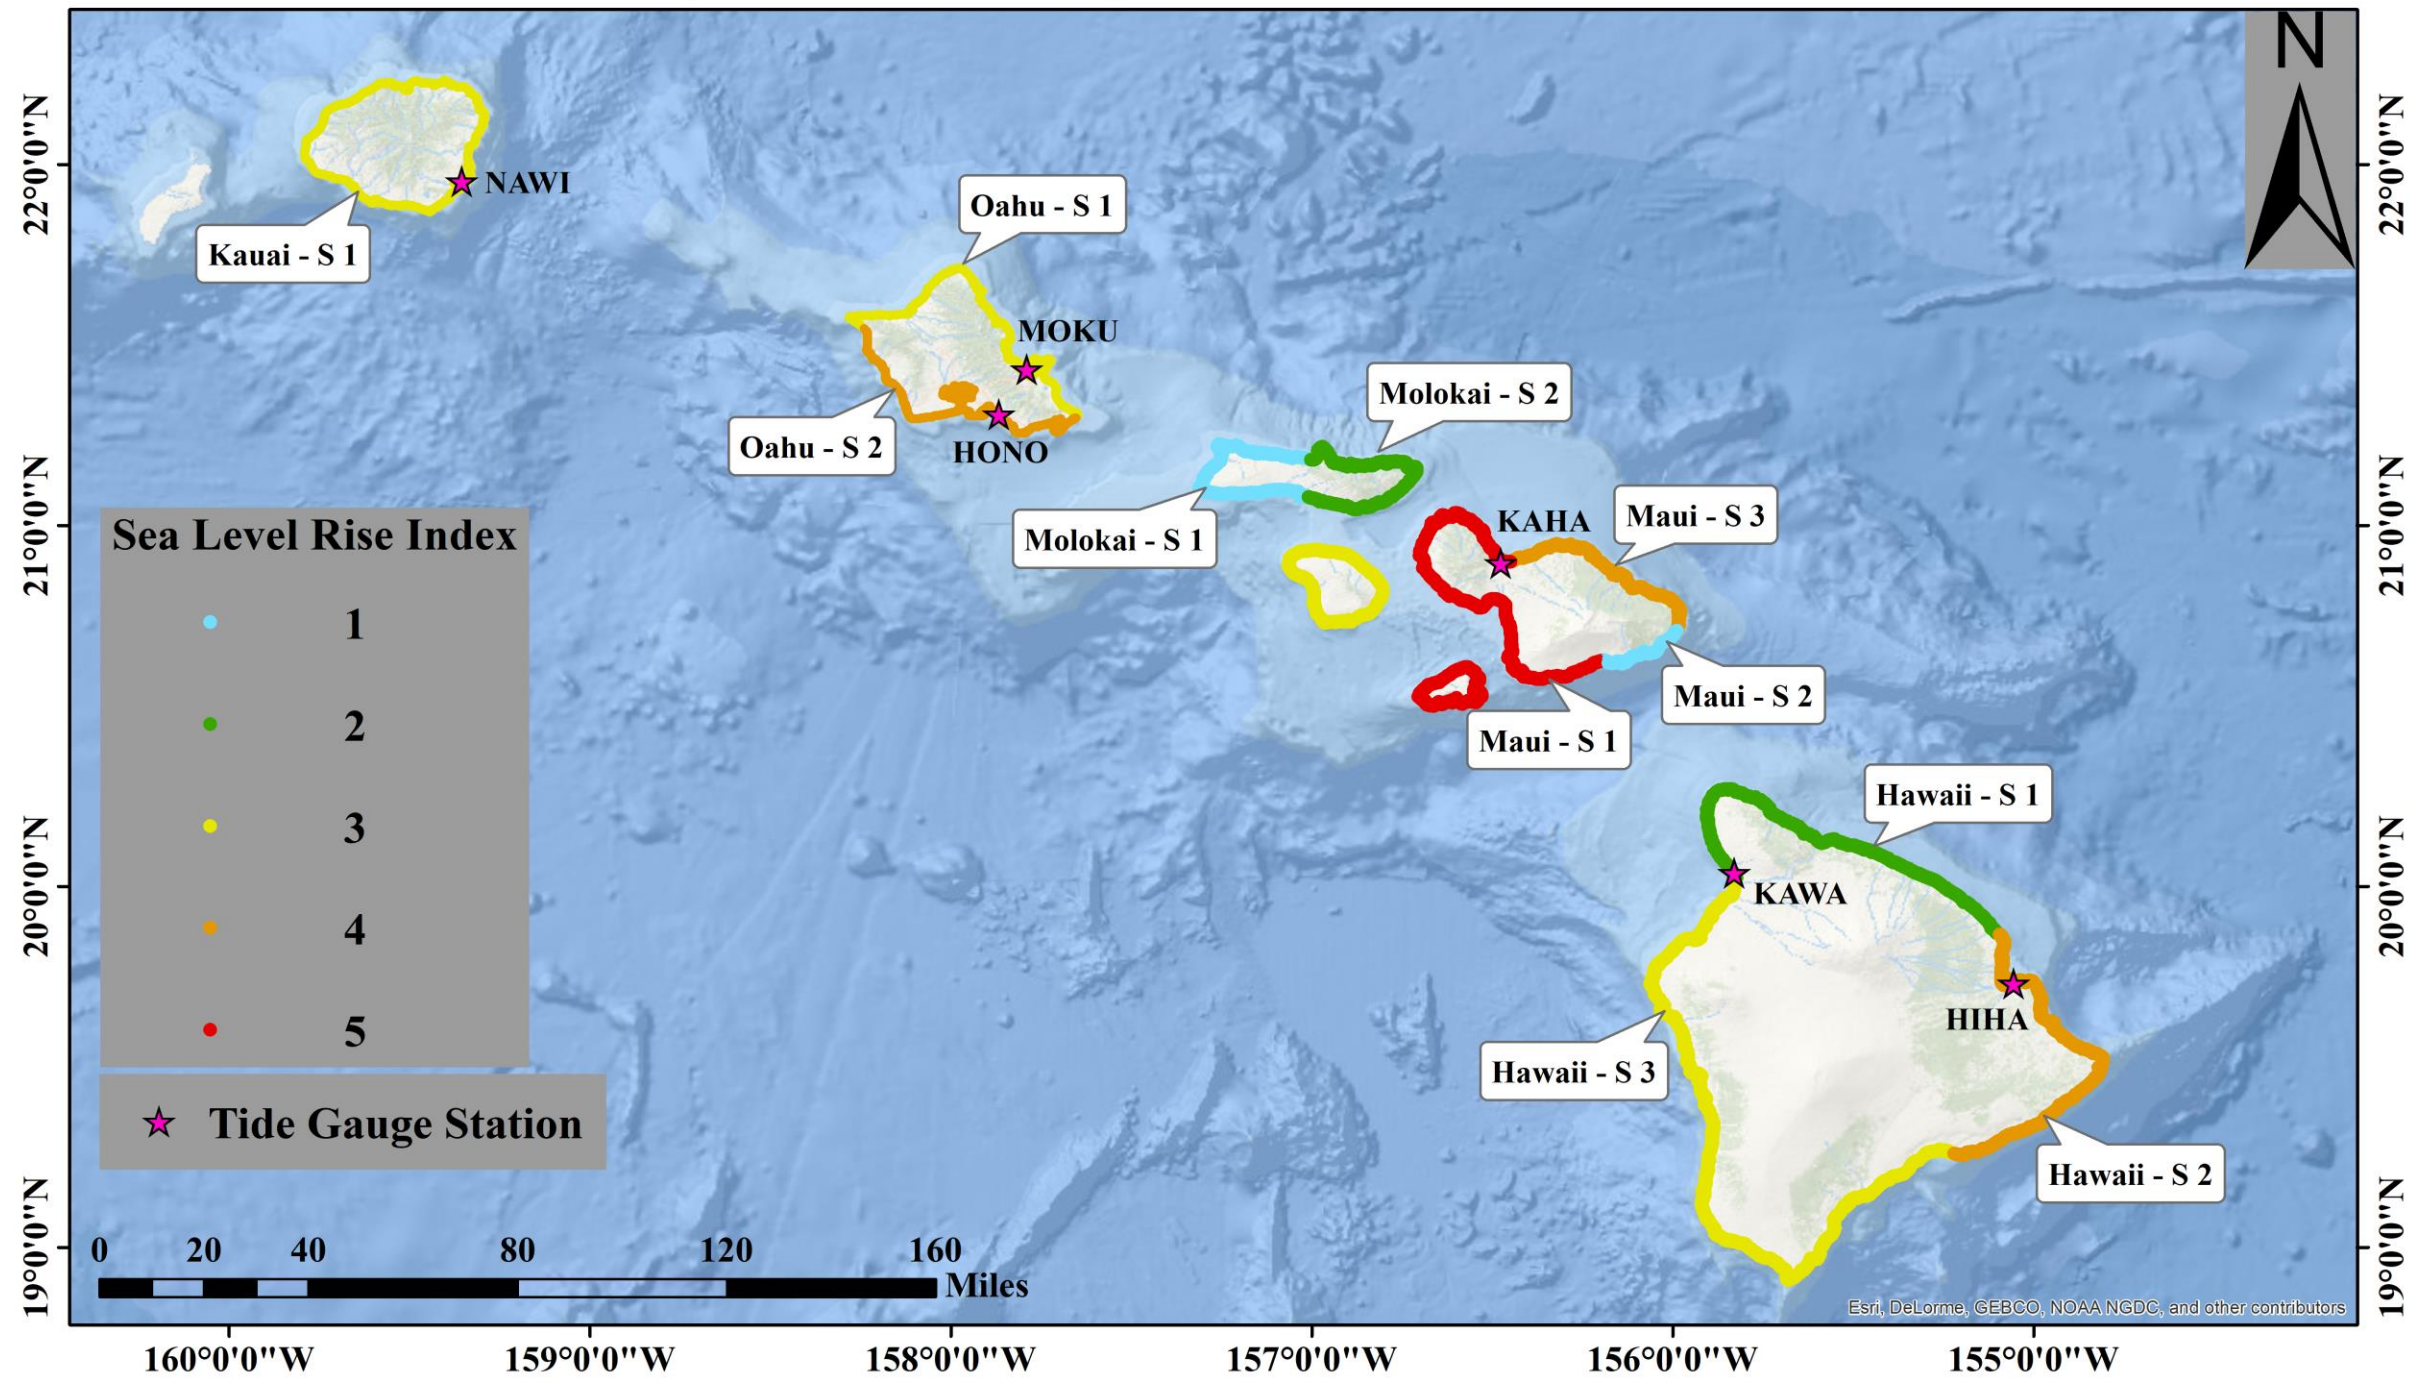 N
NAWI
Kauai - S 1
Oahu - S 1
MOKU
Oahu - S 2
HONO
Molokai - S 2
Molokai - S 1
KAHA
Maui - S 3
Maui - S 2
Maui - S 1
Hawaii - S 1
KAWA
HIHA
Hawaii - S 3
Hawaii - S 2
Sea Level Rise Index
1
2
3
4
5
Tide Gauge Station
0 20 40 80 120 160
Miles
Esri, DeLorme, GEBCO, NOAA NGDC, and other contributors
22°0'0"N
21°0'0"N
20°0'0"N
19°0'0"N
22°0'0"N
21°0'0"N
20°0'0"N
19°0'0"N
160°0'0"W 159°0'0"W 158°0'0"W 157°0'0"W 156°0'0"W 155°0'0"W